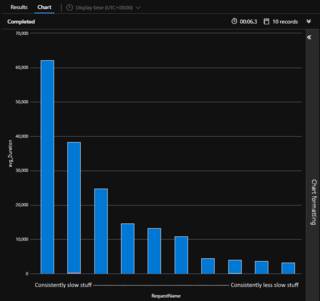 Results Chart Display time (UTC+00:00)
Completed 00:06.3 10 records
70,000
60,000
50,000
40,000
30,000
20,000
10,000
0
avg_Duration
Consistently slow stuff Consistently less slow stuff
RequestName
Chart formatting